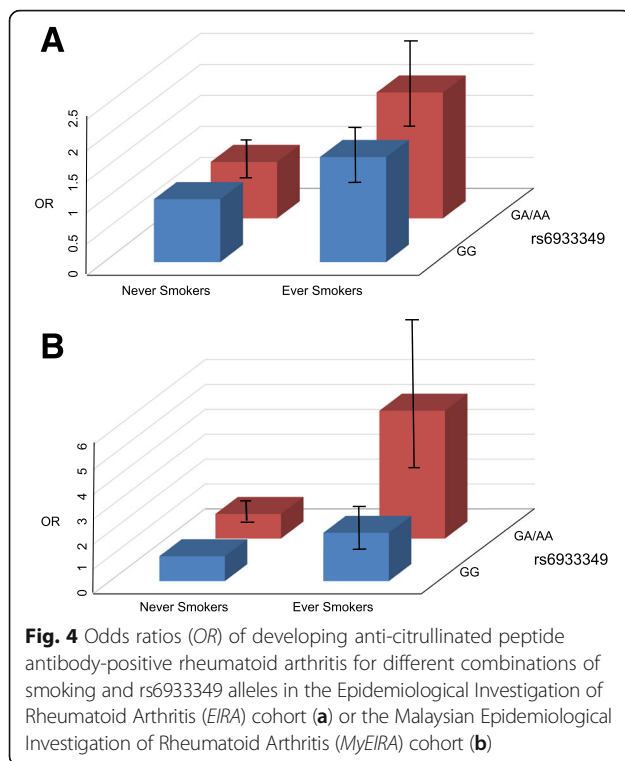 A
2.5
2
1.5
OR
1
0.5
0
GA/AA
rs6933349
GG
Never Smokers Ever Smokers
B
6
5
4
3
OR
2
1
0
GA/AA
rs6933349
GG
Never Smokers Ever Smokers
Fig. 4 Odds ratios (OR) of developing anti-citrullinated peptide
antibody-positive rheumatoid arthritis for different combinations of
smoking and rs6933349 alleles in the Epidemiological Investigation of
Rheumatoid Arthritis (EIRA) cohort (a) or the Malaysian Epidemiological
Investigation of Rheumatoid Arthritis (MyEIRA) cohort (b)